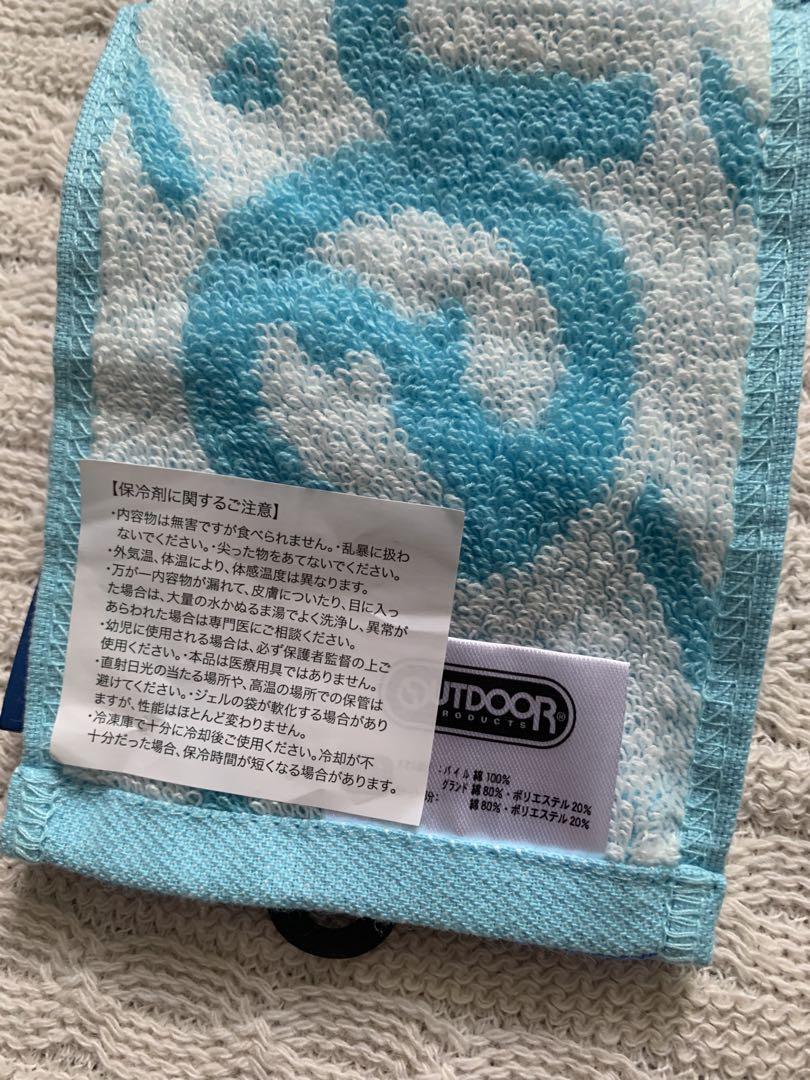 【保冷剤に関するご注意】
・内容物は無害ですが食べられません。・乱暴に扱わ
ないでください。・尖った物をあてないでください。
・外気温、体温により、体感温度は異なります。
・万が一内容物が漏れて、皮膚についたり、目に入っ
た場合は、大量の水かぬるま湯でよく洗浄し、異常が
あらわれた場合は専門医にご相談ください。
・幼児に使用される場合は、必ず保護者監督の上ご
使用ください。・本品は医療用具ではありません。
・直射日光の当たる場所や、高温の場所での保管は
避けてください。・ジェルの袋が軟化する場合があり
ますが、性能はほとんど変わりません。
・冷凍庫で十分に冷却後ご使用ください。冷却が不
十分だった場合、保冷時間が短くなる場合があります。
OUTDOOR®
PRODUCTS
：パイル 綿100%
グランド 綿80%・ポリエステル20%
分： 綿80%・ポリエステル20%